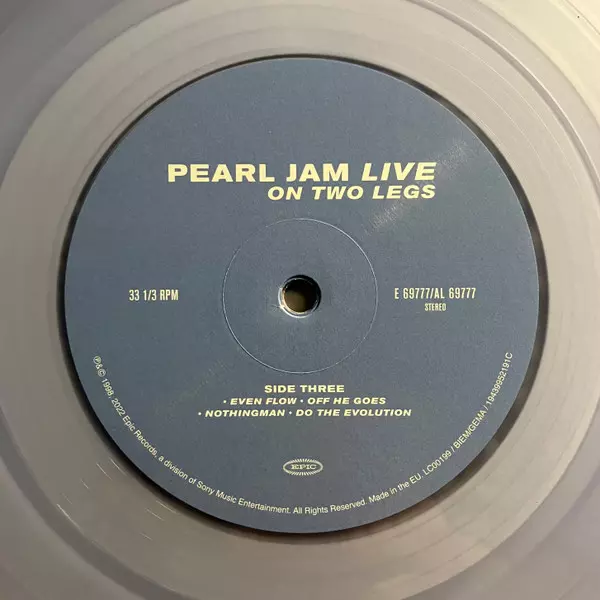 PEARL JAM LIVE
ON TWO LEGS
33 1/3 RPM
E 69777/AL 69777
STEREO
SIDE THREE
• EVEN FLOW • OFF HE GOES
• NOTHINGMAN • DO THE EVOLUTION
EPIC
℗&© 1998, 2022 Epic Records, a division of Sony Music Entertainment. All Rights Reserved. Made in the EU. LC00199 / BIEM/GEMA / 19439952191C